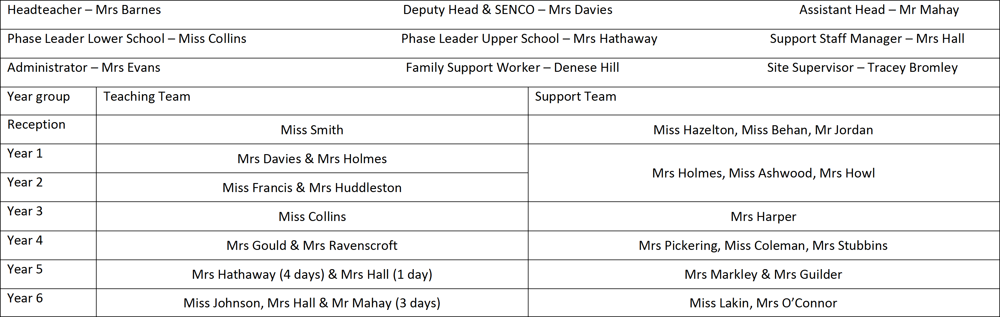 Headteacher – Mrs Barnes Deputy Head & SENCO – Mrs Davies Assistant Head – Mr Mahay
Phase Leader Lower School – Miss Collins Phase Leader Upper School – Mrs Hathaway Support Staff Manager – Mrs Hall
Administrator – Mrs Evans Family Support Worker – Denese Hill Site Supervisor – Tracey Bromley
Year group Teaching Team Support Team
Reception Miss Smith Miss Hazelton, Miss Behan, Mr Jordan
Year 1 Mrs Davies & Mrs Holmes
Mrs Holmes, Miss Ashwood, Mrs Howl
Year 2 Miss Francis & Mrs Huddleston
Year 3 Miss Collins Mrs Harper
Year 4 Mrs Gould & Mrs Ravenscroft Mrs Pickering, Miss Coleman, Mrs Stubbins
Year 5 Mrs Hathaway (4 days) & Mrs Hall (1 day) Mrs Markley & Mrs Guilder
Year 6 Miss Johnson, Mrs Hall & Mr Mahay (3 days) Miss Lakin, Mrs O’Connor